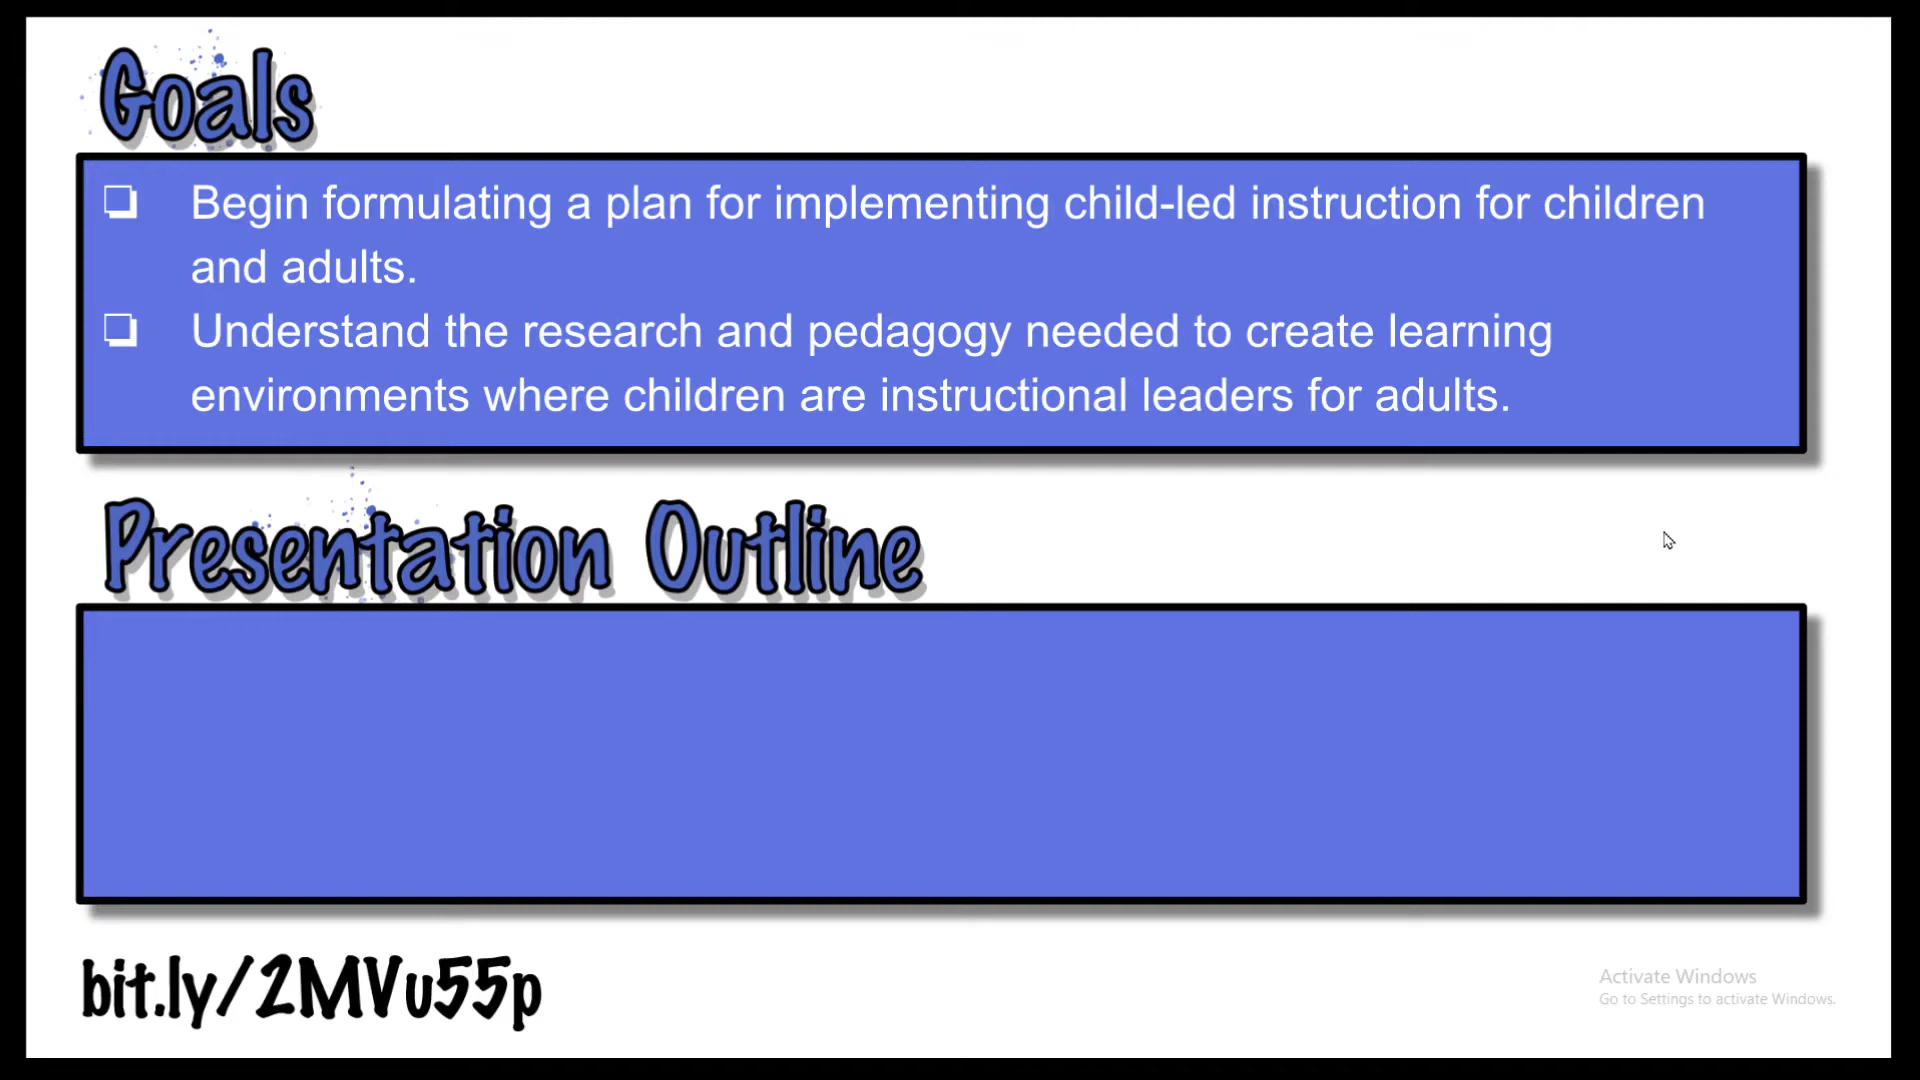 Goals
❏ Begin formulating a plan for implementing child-led instruction for children
and adults.
❏ Understand the research and pedagogy needed to create learning
environments where children are instructional leaders for adults.
Presentation Outline
bit.ly/2MVu55p
Activate Windows
Go to Settings to activate Windows.